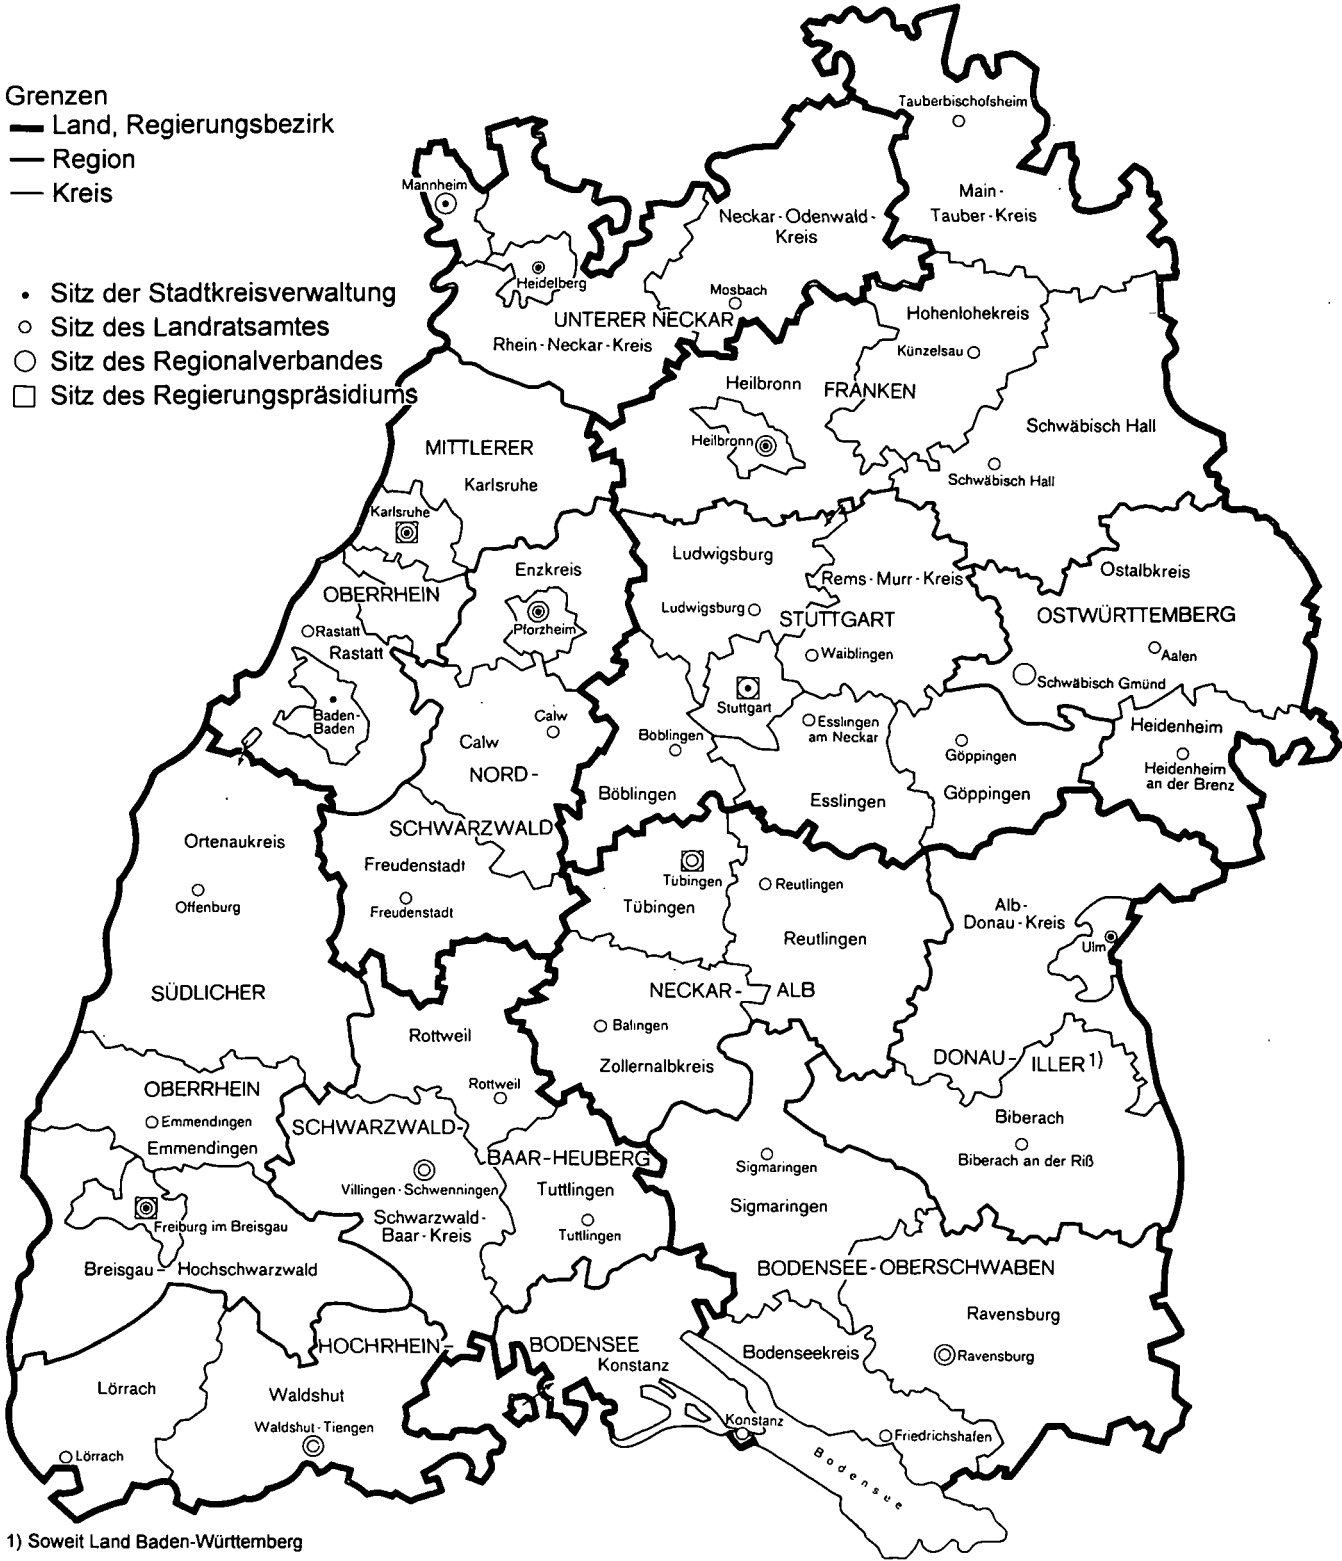 Grenzen
Land, Regierungsbezirk
Region
Kreis
Sitz der Stadtkreisverwaltung
Sitz des Landratsamtes
Sitz des Regionalverbandes
Sitz des Regierungspräsidiums
Tauberbischofsheim
Main-
Tauber-Kreis
Mannheim
Neckar-Odenwald-
Kreis
Heidelberg
Mosbach
UNTERER NECKAR
Rhein-Neckar-Kreis
Hohenlohekreis
Künzelsau
Heilbronn
FRANKEN
Heilbronn
Schwäbisch Hall
Schwäbisch Hall
MITTLERER
Karlsruhe
Karlsruhe
OBERRHEIN
Enzkreis
Pforzheim
Rastatt
Rastatt
Baden-
Baden
Ludwigsburg
Ludwigsburg
Rems-Murr-Kreis
STUTTGART
Waiblingen
Stuttgart
Ostalbkreis
OSTWÜRTTEMBERG
Aalen
Schwäbisch Gmünd
Heidenheim
Heidenheim
an der Brenz
Calw
Calw
NORD-
SCHWARZWALD
Böblingen
Böblingen
Esslingen
am Neckar
Esslingen
Göppingen
Göppingen
Freudenstadt
Freudenstadt
Ortenaukreis
Offenburg
SÜDLICHER
OBERRHEIN
Tübingen
Tübingen
Reutlingen
Reutlingen
Alb-
Donau-Kreis
Ulm
NECKAR- ALB
Balingen
Zollernalbkreis
DONAU- ILLER 1)
Biberach
Biberach an der Riß
Rottweil
Rottweil
Emmendingen
Emmendingen
SCHWARZWALD-
BAAR-HEUBERG
Villingen-Schwenningen
Schwarzwald-
Baar-Kreis
Tuttlingen
Tuttlingen
Sigmaringen
Sigmaringen
Freiburg im Breisgau
Breisgau- Hochschwarzwald
BODENSEE-OBERSCHWABEN
Ravensburg
Ravensburg
Bodenseekreis
Friedrichshafen
HOCHRHEIN-
BODENSEE
Konstanz
Konstanz
Bodensee
Lörrach
Lörrach
Waldshut
Waldshut-Tiengen
1) Soweit Land Baden-Württemberg